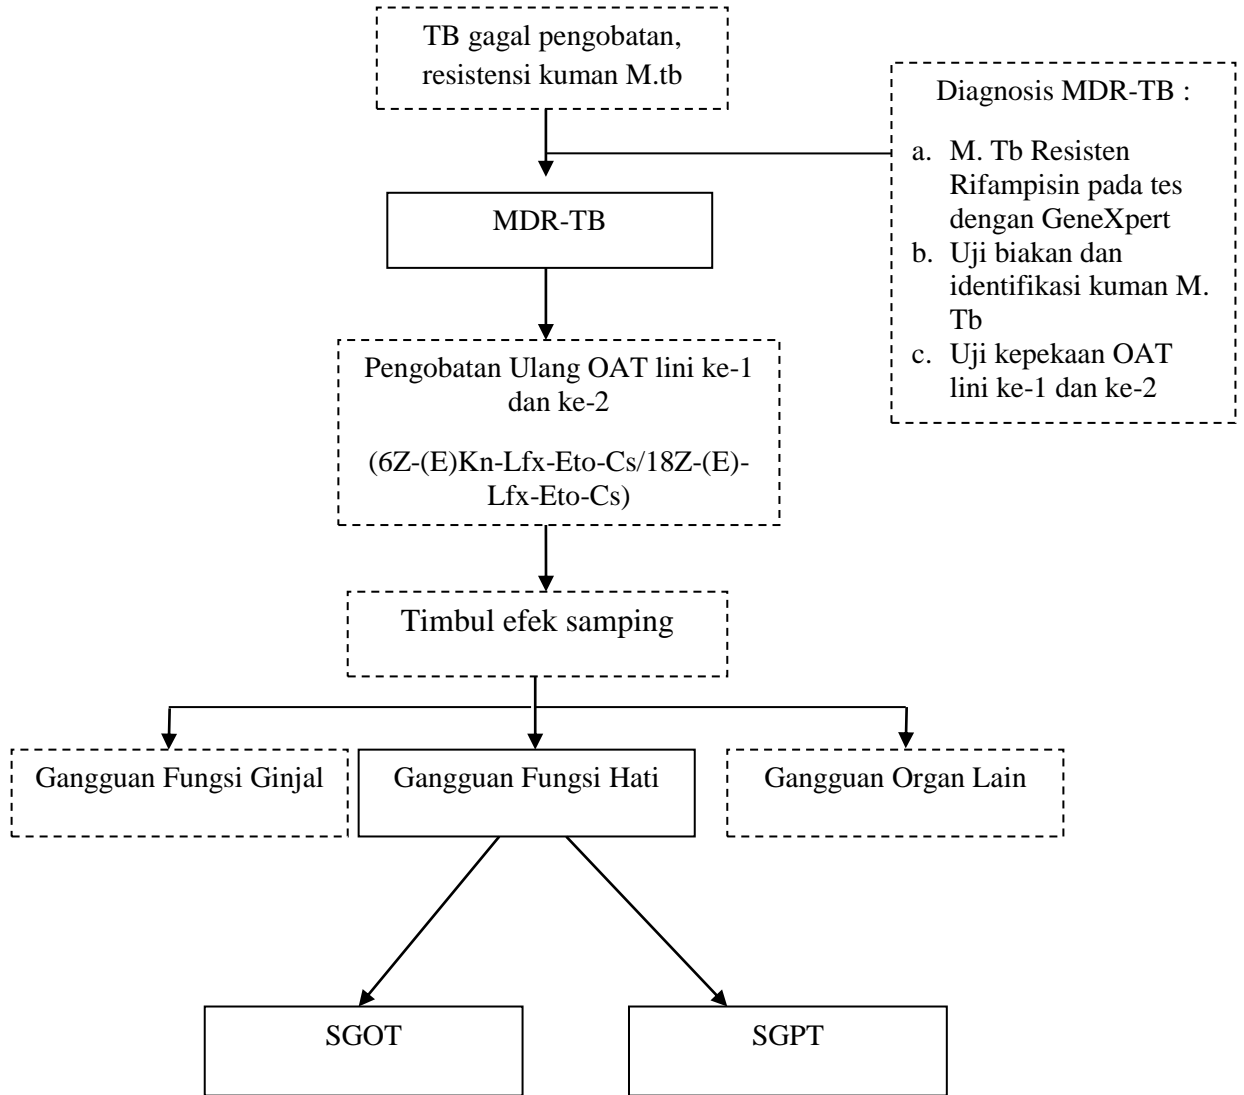 TB gagal pengobatan,
resistensi kuman M.tb
Diagnosis MDR-TB :
a. M. Tb Resisten
Rifampisin pada tes
dengan GeneXpert
b. Uji biakan dan
identifikasi kuman M.
Tb
c. Uji kepekaan OAT
lini ke-1 dan ke-2
MDR-TB
Pengobatan Ulang OAT lini ke-1
dan ke-2
(6Z-(E)Kn-Lfx-Eto-Cs/18Z-(E)-
Lfx-Eto-Cs)
Timbul efek samping
Gangguan Fungsi Ginjal
Gangguan Fungsi Hati
Gangguan Organ Lain
SGOT
SGPT